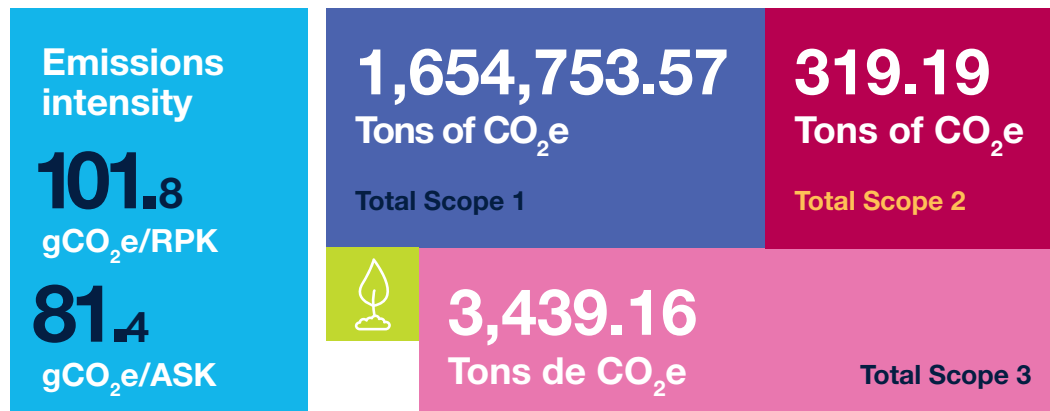 Emissions
intensity
101.8
gCO₂e/RPK
81.4
gCO₂e/ASK
1,654,753.57
Tons of CO₂e
Total Scope 1
319.19
Tons of CO₂e
Total Scope 2
3,439.16
Tons de CO₂e
Total Scope 3